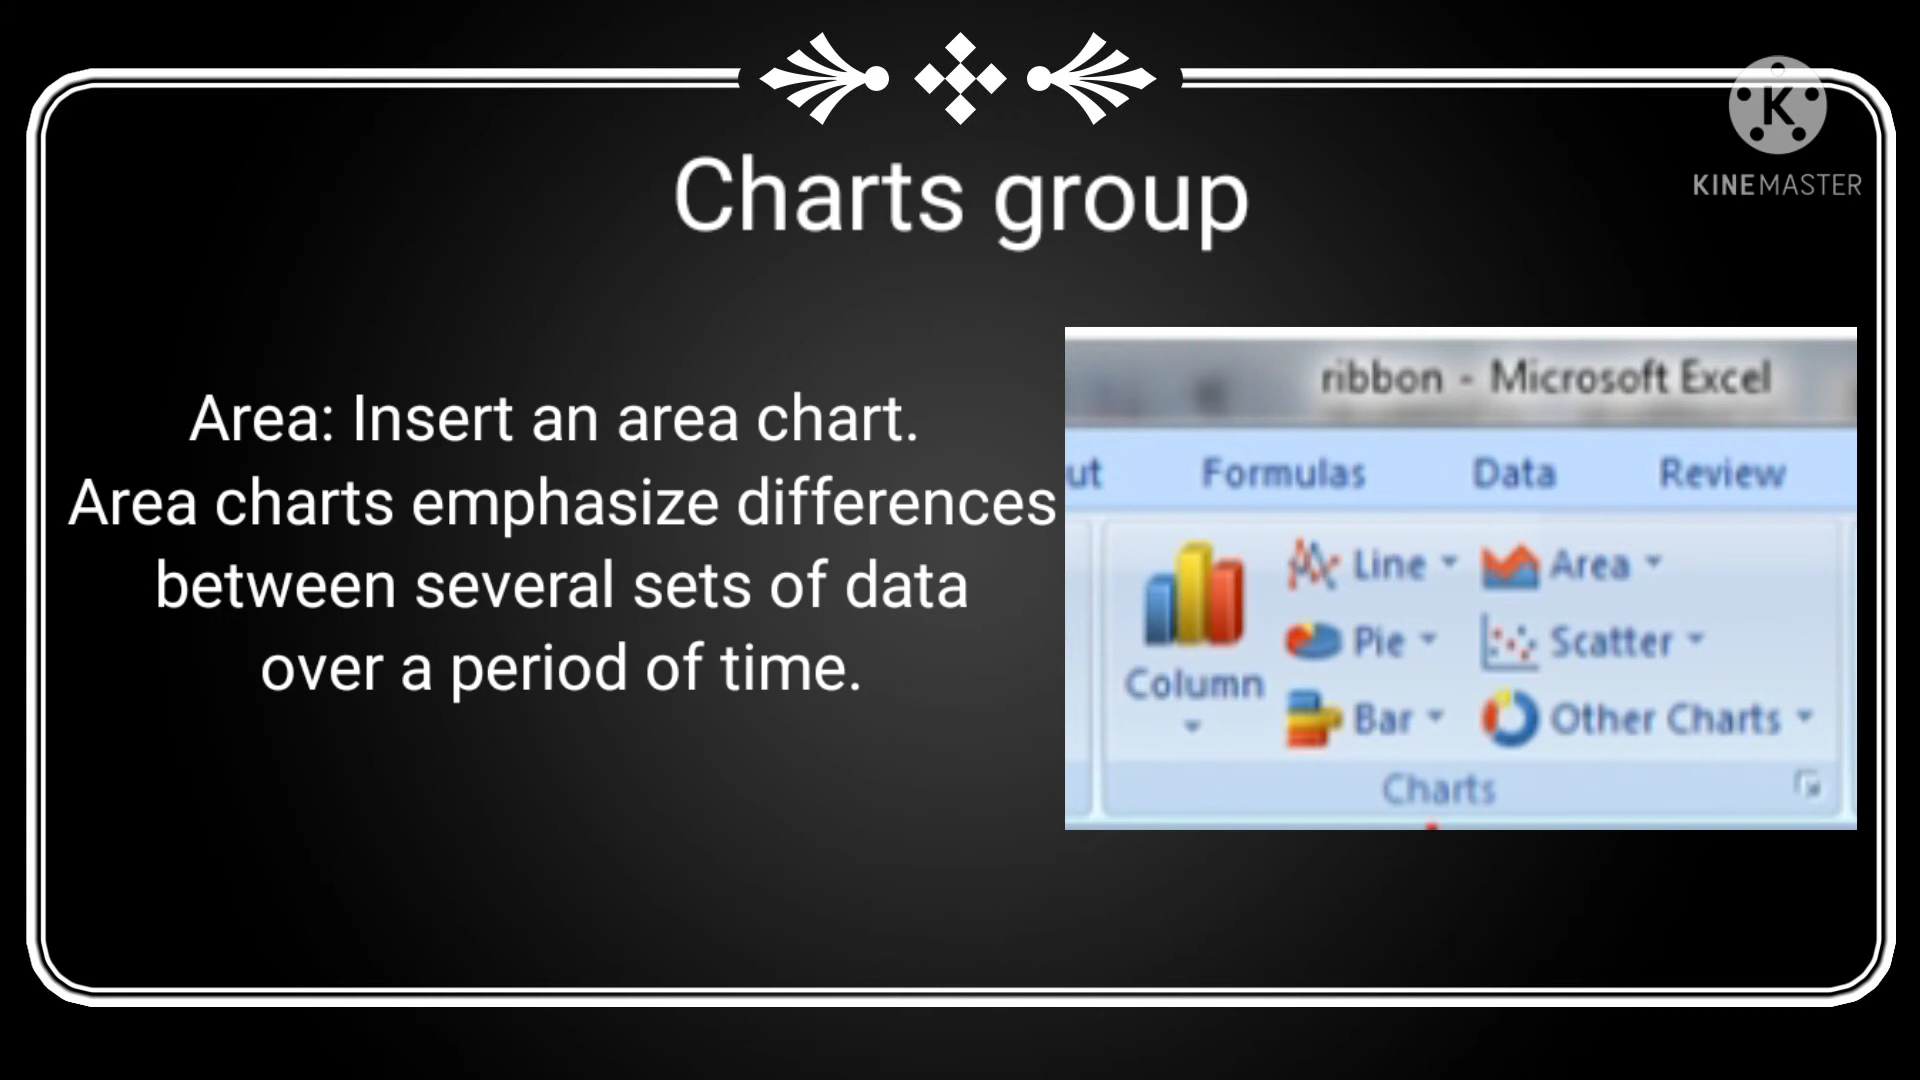 K
KINEMASTER
Charts group
Area: Insert an area chart.
Area charts emphasize differences
between several sets of data
over a period of time.
ribbon - Microsoft Excel
ut Formulas Data Review
Line Area
Pie Scatter
Column
Bar Other Charts
Charts